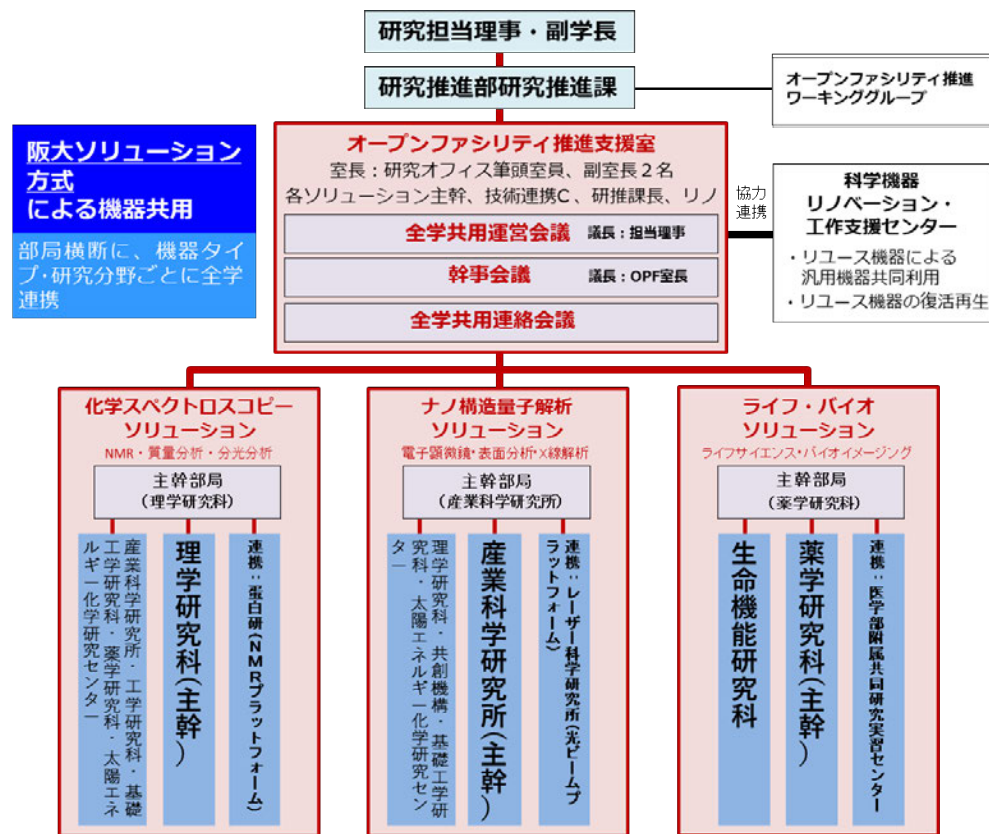 研究担当理事・副学長
研究推進部研究推進課
オープンファシリティ推進
ワーキンググループ
阪大ソリューション
方式
による機器共用
部局横断に、機器タイ
プ・研究分野ごとに全学
連携
オープンファシリティ推進支援室
室長：研究オフィス筆頭室員、副室長２名
各ソリューション主幹、技術連携C、研推課長、リノ
全学共用運営会議 議長：担当理事
幹事会議 議長：OPF室長
全学共用連絡会議
協力
連携
科学機器
リノベーション・
工作支援センター
・リユース機器による
汎用機器共同利用
・リユース機器の復活再生
化学スペクトロスコピー
ソリューション
NMR・質量分析・分光分析
主幹部局
（理学研究科）
産業科学研究所・工学研究科・基礎
工学研究科・薬学研究科・太陽エネ
ルギー化学研究センター
理学研究科（主幹）
連携：蛋白研（NMRプラットフォーム）
ナノ構造量子解析
ソリューション
電子顕微鏡・表面分析・X線解析
主幹部局
（産業科学研究所）
理学研究科・共創機構・基礎工学研
究科・太陽エネルギー化学研究セン
ター
産業科学研究所（主幹）
連携：レーザー科学研究所（光ビームプ
ラットフォーム）
ライフ・バイオ
ソリューション
ライフサイエンス・バイオイメージング
主幹部局
（薬学研究科）
生命機能研究科
薬学研究科（主幹）
連携：医学部附属共同研究実習センター